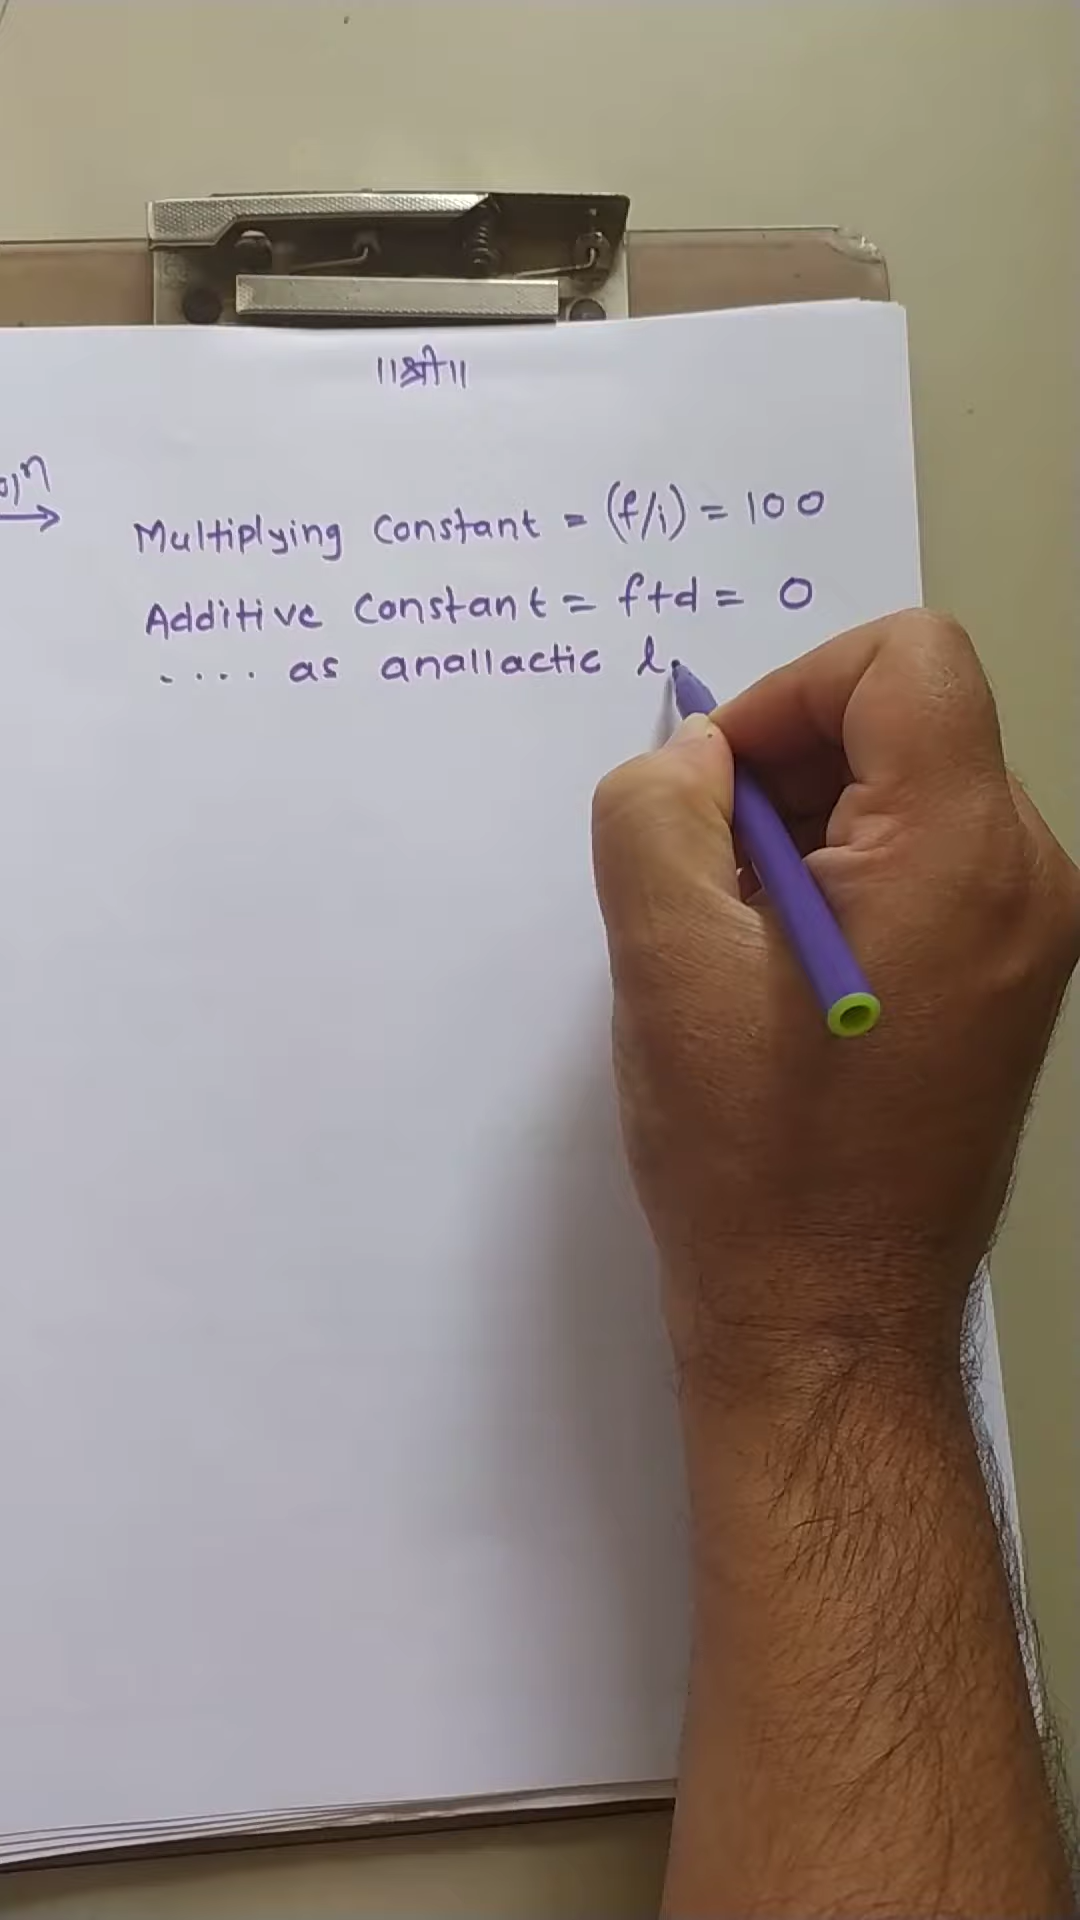 ॥श्री॥
Multiplying Constant = (f/i) = 100
Additive Constant = f+d = 0
.... as anallactic l